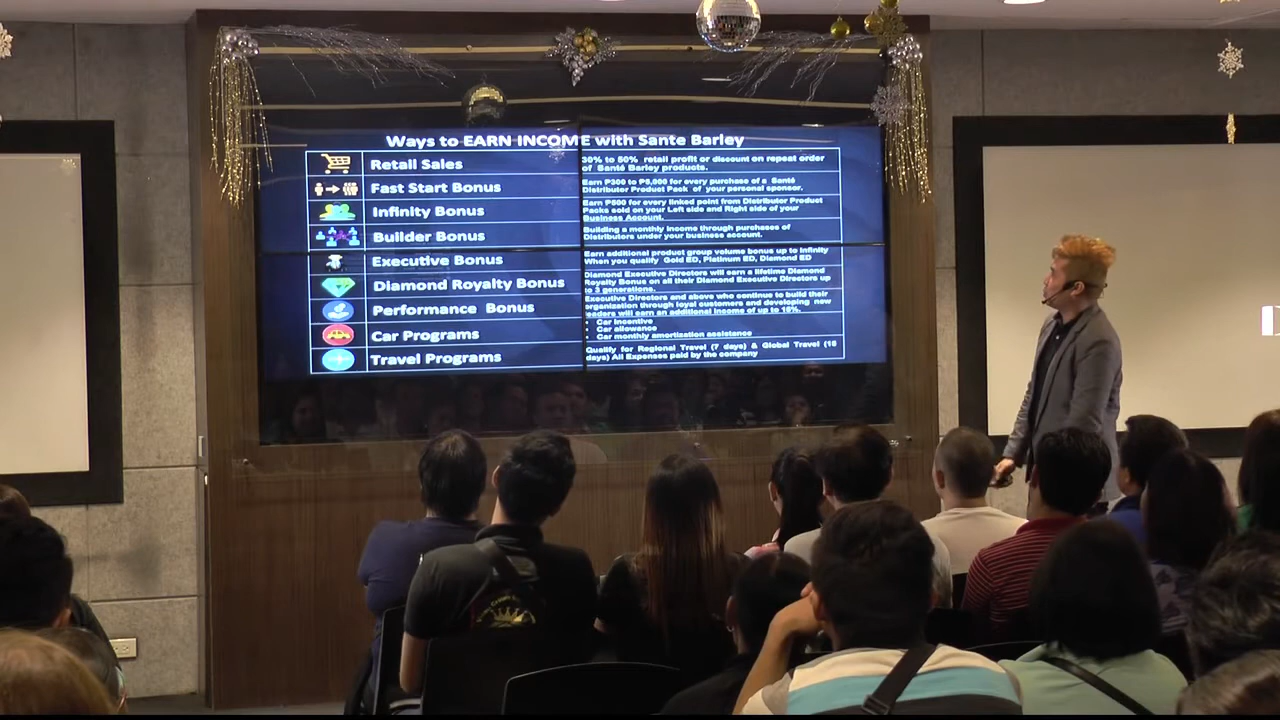 Ways to EARN INCOME with Sante Barley
Retail Sales
30% to 50% retail profit or discount on repeat order
of Santé Barley products.
Fast Start Bonus
Earn P300 to P5,000 for every purchase of a Santé
Distributor Product Pack of your personal sponsor.
Infinity Bonus
Earn P500 for every linked point from Distributor Product
Packs sold on your Left side and Right side of your
Business Account.
Builder Bonus
Building a monthly income through purchases of
Distributors under your business account.
Executive Bonus
Earn additional product group volume bonus up to Infinity
When you qualify Gold ED, Platinum ED, Diamond ED
Diamond Royalty Bonus
Diamond Executive Directors will earn a lifetime Diamond
Royalty Bonus on all their Diamond Executive Directors up
to 3 generations.
Performance Bonus
Executive Directors and above who continue to build their
organization through loyal customers and developing new
leaders will earn an additional income of up to 16%.
Car Programs
• Car Incentive
• Car allowance
• Car monthly amortization assistance
Travel Programs
Qualify for Regional Travel (7 days) & Global Travel (15
days) All Expenses paid by the company